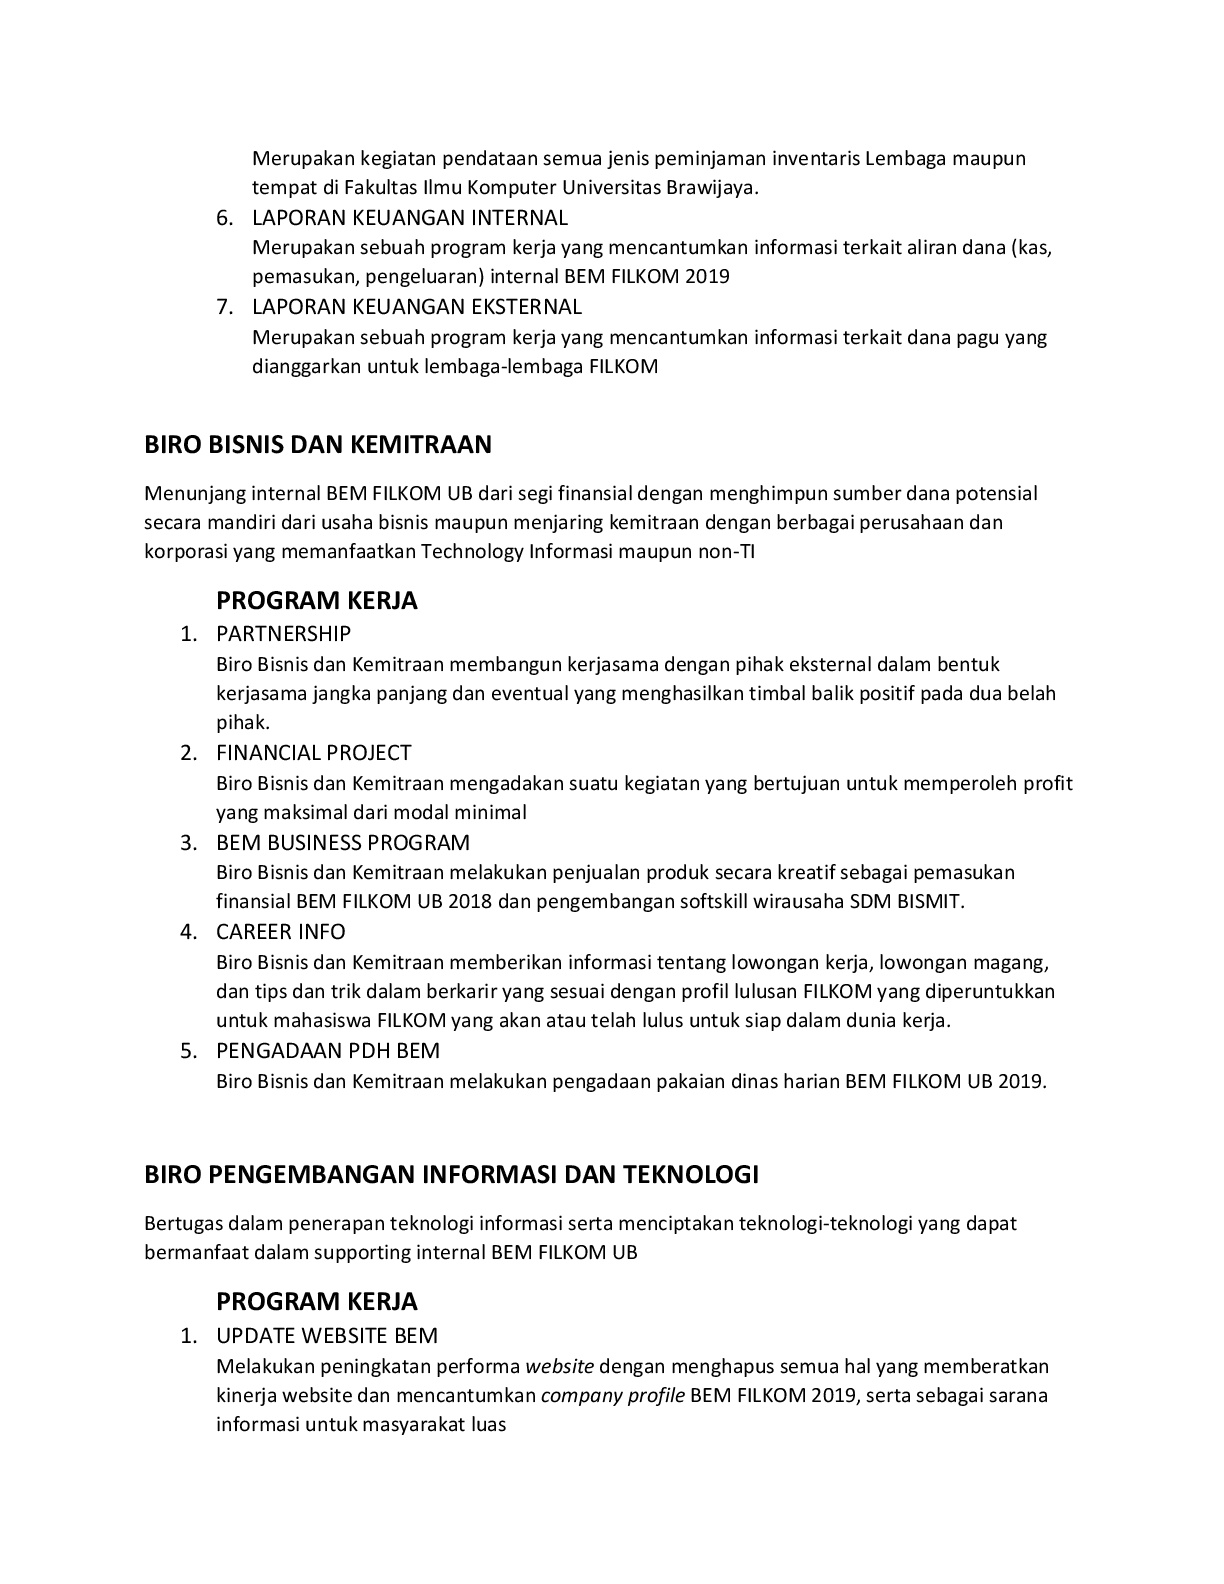 Merupakan kegiatan pendataan semua jenis peminjaman inventaris Lembaga maupun
tempat di Fakultas Ilmu Komputer Universitas Brawijaya.
6. LAPORAN KEUANGAN INTERNAL
Merupakan sebuah program kerja yang mencantumkan informasi terkait aliran dana (kas,
pemasukan, pengeluaran) internal BEM FILKOM 2019
7. LAPORAN KEUANGAN EKSTERNAL
Merupakan sebuah program kerja yang mencantumkan informasi terkait dana pagu yang
dianggarkan untuk lembaga-lembaga FILKOM
BIRO BISNIS DAN KEMITRAAN
Menunjang internal BEM FILKOM UB dari segi finansial dengan menghimpun sumber dana potensial
secara mandiri dari usaha bisnis maupun menjaring kemitraan dengan berbagai perusahaan dan
korporasi yang memanfaatkan Technology Informasi maupun non-TI
PROGRAM KERJA
1. PARTNERSHIP
Biro Bisnis dan Kemitraan membangun kerjasama dengan pihak eksternal dalam bentuk
kerjasama jangka panjang dan eventual yang menghasilkan timbal balik positif pada dua belah
pihak.
2. FINANCIAL PROJECT
Biro Bisnis dan Kemitraan mengadakan suatu kegiatan yang bertujuan untuk memperoleh profit
yang maksimal dari modal minimal
3. BEM BUSINESS PROGRAM
Biro Bisnis dan Kemitraan melakukan penjualan produk secara kreatif sebagai pemasukan
finansial BEM FILKOM UB 2018 dan pengembangan softskill wirausaha SDM BISMIT.
4. CAREER INFO
Biro Bisnis dan Kemitraan memberikan informasi tentang lowongan kerja, lowongan magang,
dan tips dan trik dalam berkarir yang sesuai dengan profil lulusan FILKOM yang diperuntukkan
untuk mahasiswa FILKOM yang akan atau telah lulus untuk siap dalam dunia kerja.
5. PENGADAAN PDH BEM
Biro Bisnis dan Kemitraan melakukan pengadaan pakaian dinas harian BEM FILKOM UB 2019.
BIRO PENGEMBANGAN INFORMASI DAN TEKNOLOGI
Bertugas dalam penerapan teknologi informasi serta menciptakan teknologi-teknologi yang dapat
bermanfaat dalam supporting internal BEM FILKOM UB
PROGRAM KERJA
1. UPDATE WEBSITE BEM
Melakukan peningkatan performa website dengan menghapus semua hal yang memberatkan
kinerja website dan mencantumkan company profile BEM FILKOM 2019, serta sebagai sarana
informasi untuk masyarakat luas